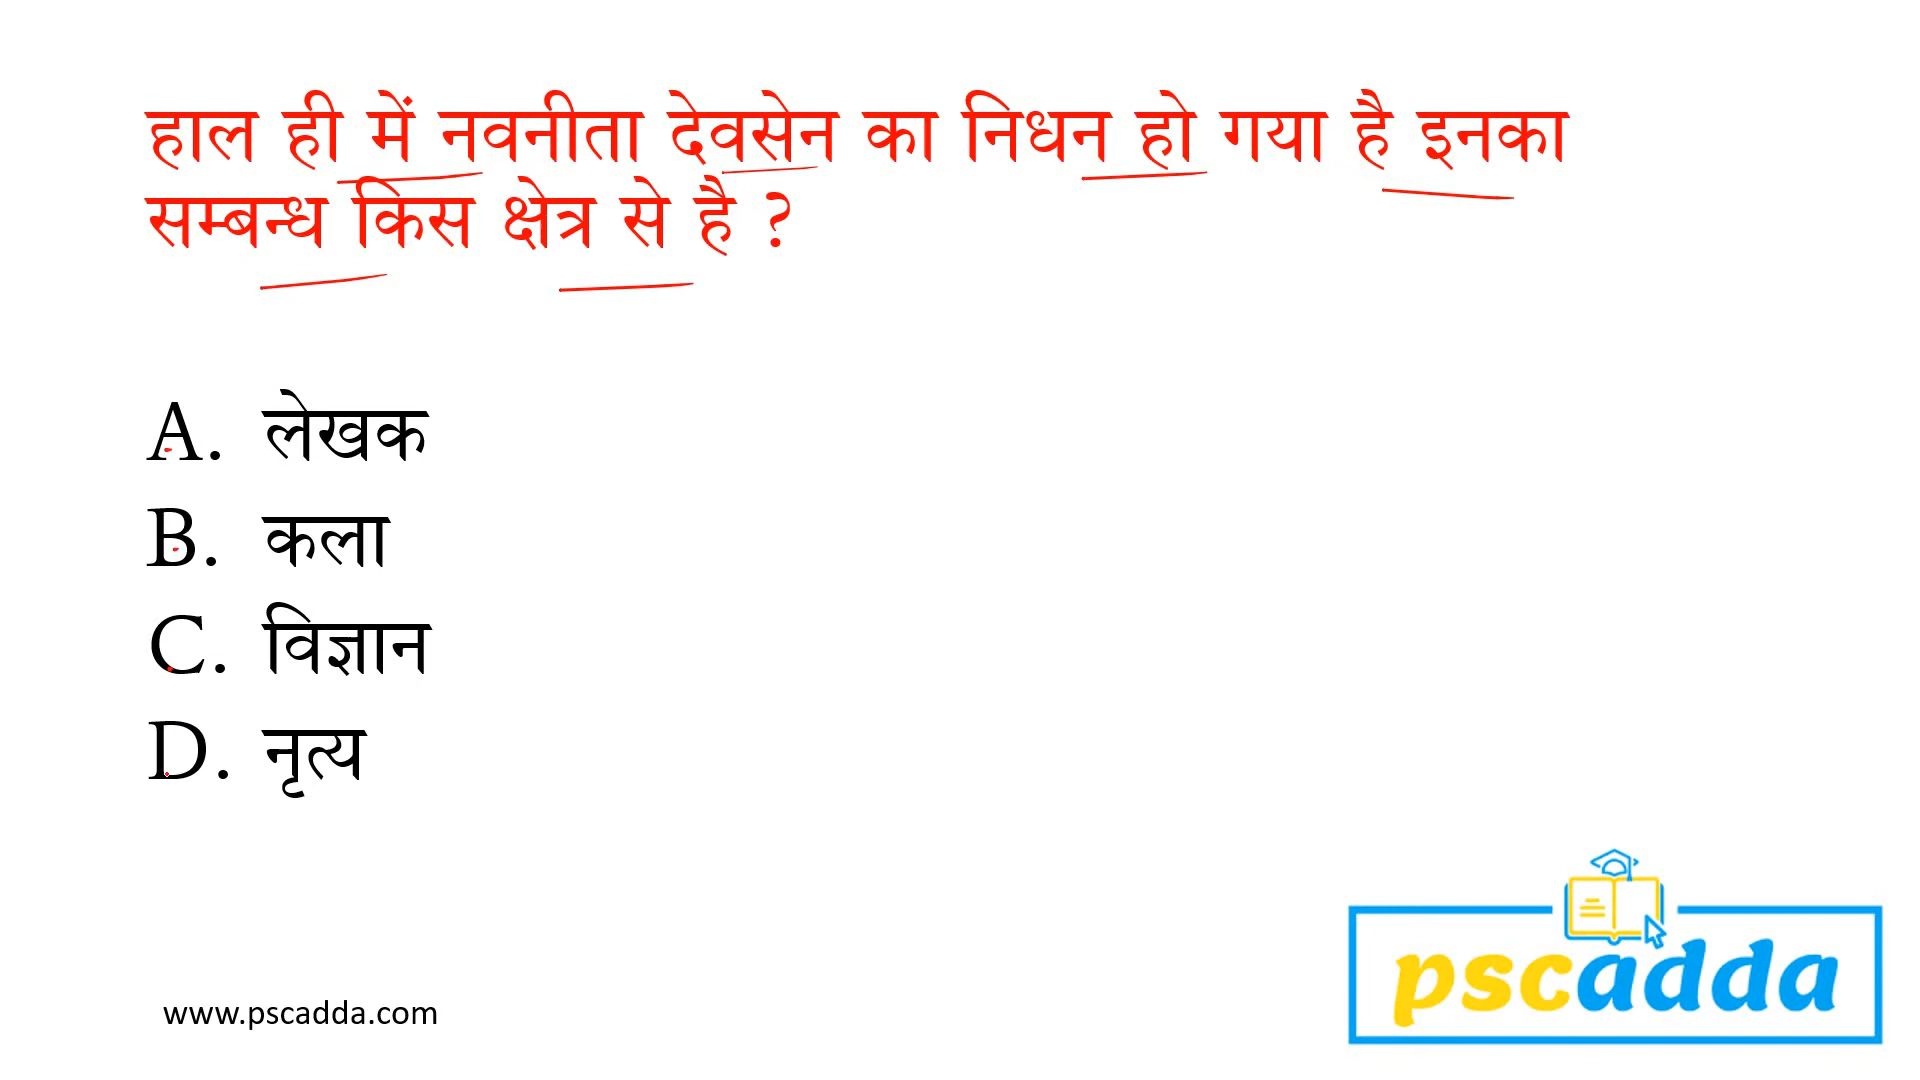 हाल ही में नवनीता देवसेन का निधन हो गया है इनका
सम्बन्ध किस क्षेत्र से है ?
A. लेखक
B. कला
C. विज्ञान
D. नृत्य
pscadda
www.pscadda.com